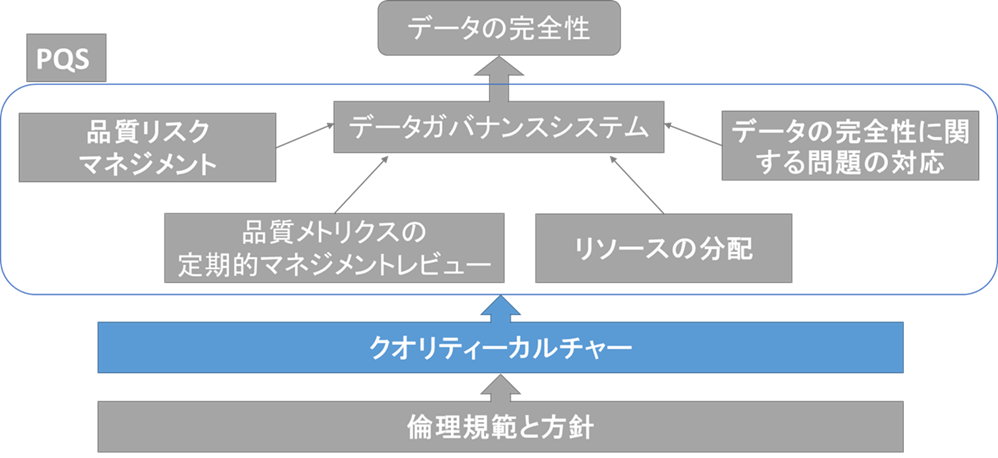 データの完全性
PQS
データガバナンスシステム
品質リスク
マネジメント
データの完全性に関
する問題の対応
品質メトリクスの
定期的マネジメントレビュー
リソースの分配
クオリティーカルチャー
倫理規範と方針